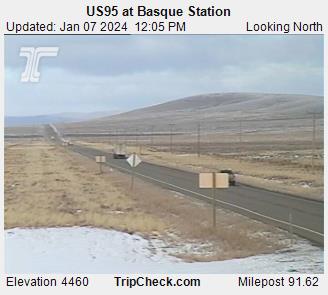 US95 at Basque Station
Updated: Jan 07 2024 12:05 PM Looking North
Elevation 4460 TripCheck.com Milepost 91.62